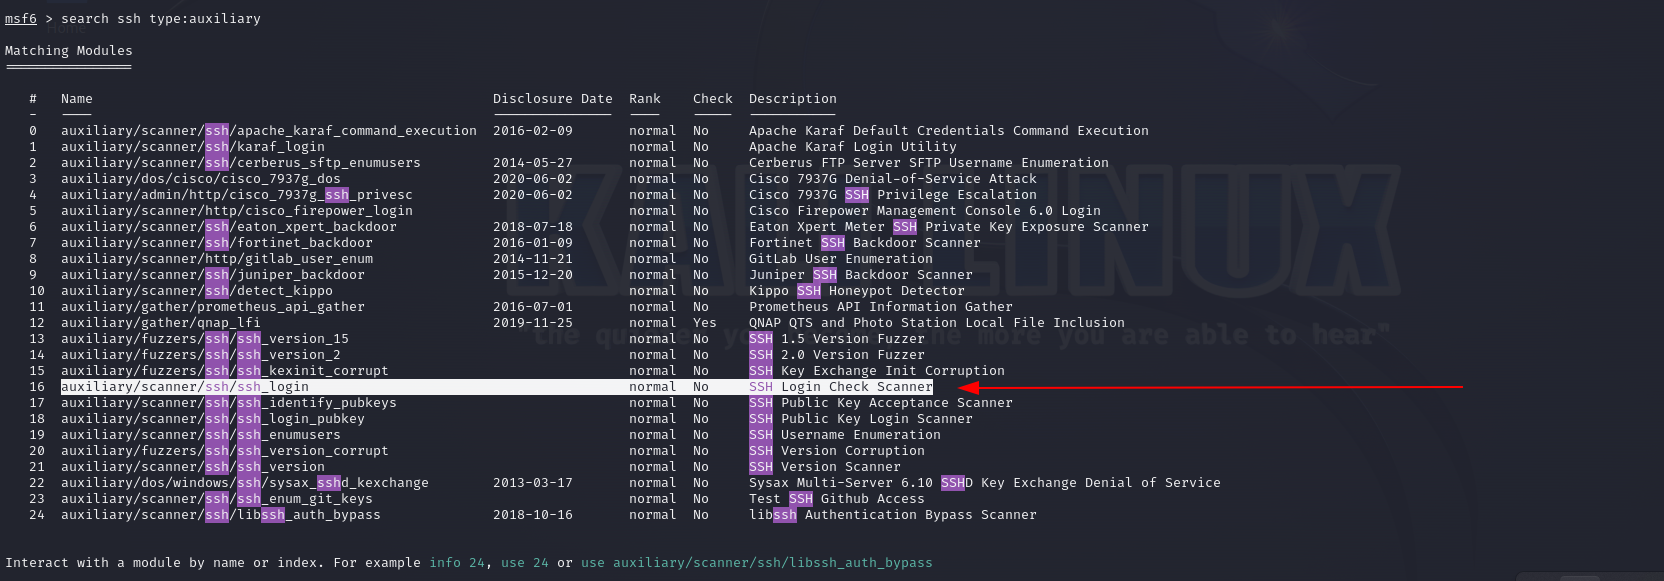 msf6 > search ssh type:auxiliary
Home
Matching Modules
================
# Name Disclosure Date Rank Check Description
- ---- --------------- ---- ----- -----------
0 auxiliary/scanner/ssh/apache_karaf_command_execution 2016-02-09 normal No Apache Karaf Default Credentials Command Execution
1 auxiliary/scanner/ssh/karaf_login normal No Apache Karaf Login Utility
2 auxiliary/scanner/ssh/cerberus_sftp_enumusers 2014-05-27 normal No Cerberus FTP Server SFTP Username Enumeration
3 auxiliary/dos/cisco/cisco_7937g_dos 2020-06-02 normal No Cisco 7937G Denial-of-Service Attack
4 auxiliary/admin/http/cisco_7937g_ssh_privesc 2020-06-02 normal No Cisco 7937G SSH Privilege Escalation
5 auxiliary/scanner/http/cisco_firepower_login normal No Cisco Firepower Management Console 6.0 Login
6 auxiliary/scanner/ssh/eaton_xpert_backdoor 2018-07-18 normal No Eaton Xpert Meter SSH Private Key Exposure Scanner
7 auxiliary/scanner/ssh/fortinet_backdoor 2016-01-09 normal No Fortinet SSH Backdoor Scanner
8 auxiliary/scanner/http/gitlab_user_enum 2014-11-21 normal No GitLab User Enumeration
9 auxiliary/scanner/ssh/juniper_backdoor 2015-12-20 normal No Juniper SSH Backdoor Scanner
10 auxiliary/scanner/ssh/detect_kippo normal No Kippo SSH Honeypot Detector
11 auxiliary/gather/prometheus_api_gather 2016-07-01 normal No Prometheus API Information Gather
12 auxiliary/gather/qnap_lfi 2019-11-25 normal Yes QNAP QTS and Photo Station Local File Inclusion
13 auxiliary/fuzzers/ssh/ssh_version_15 normal No SSH 1.5 Version Fuzzer
14 auxiliary/fuzzers/ssh/ssh_version_2 normal No SSH 2.0 Version Fuzzer
15 auxiliary/fuzzers/ssh/ssh_kexinit_corrupt normal No SSH Key Exchange Init Corruption
16 auxiliary/scanner/ssh/ssh_login normal No SSH Login Check Scanner
17 auxiliary/scanner/ssh/ssh_identify_pubkeys normal No SSH Public Key Acceptance Scanner
18 auxiliary/scanner/ssh/ssh_login_pubkey normal No SSH Public Key Login Scanner
19 auxiliary/scanner/ssh/ssh_enumusers normal No SSH Username Enumeration
20 auxiliary/fuzzers/ssh/ssh_version_corrupt normal No SSH Version Corruption
21 auxiliary/scanner/ssh/ssh_version normal No SSH Version Scanner
22 auxiliary/dos/windows/ssh/sysax_sshd_kexchange 2013-03-17 normal No Sysax Multi-Server 6.10 SSHD Key Exchange Denial of Service
23 auxiliary/scanner/ssh/ssh_enum_git_keys normal No Test SSH Github Access
24 auxiliary/scanner/ssh/libssh_auth_bypass 2018-10-16 normal No libssh Authentication Bypass Scanner
Interact with a module by name or index. For example info 24, use 24 or use auxiliary/scanner/ssh/libssh_auth_bypass
KALI LINUX
"the quieter you become, the more you are able to hear"